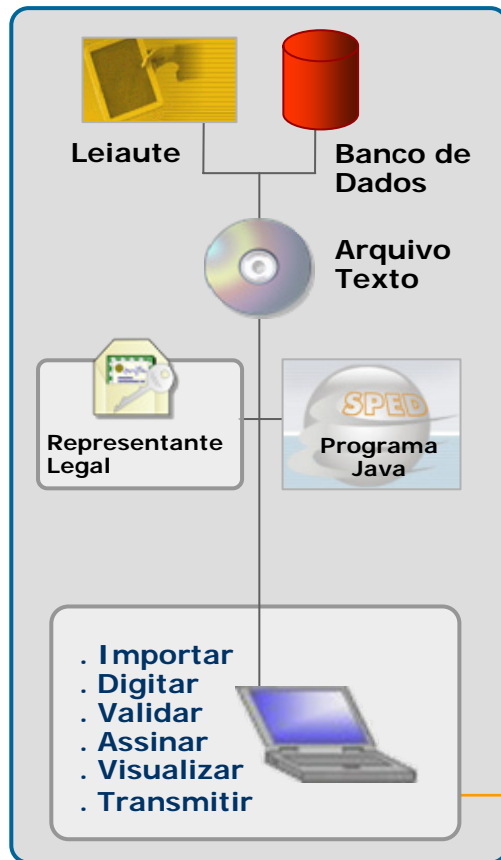 Leiaute
Banco de
Dados
Arquivo
Texto
Representante
Legal
SPED
Programa
Java
. Importar
. Digitar
. Validar
. Assinar
. Visualizar
. Transmitir